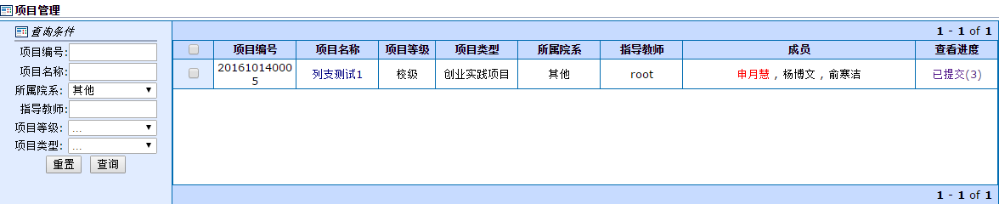 项目管理
查询条件
项目编号:
项目名称:
所属院系: 其他
指导教师:
项目等级: ...
项目类型: ...
重置 查询
1 - 1 of 1
项目编号 项目名称 项目等级 项目类型 所属院系 指导教师 成员 查看进度
20161014000
5 列支测试1 校级 创业实践项目 其他 root 申月慧 , 杨博文 , 俞寒洁 已提交(3)
1 - 1 of 1